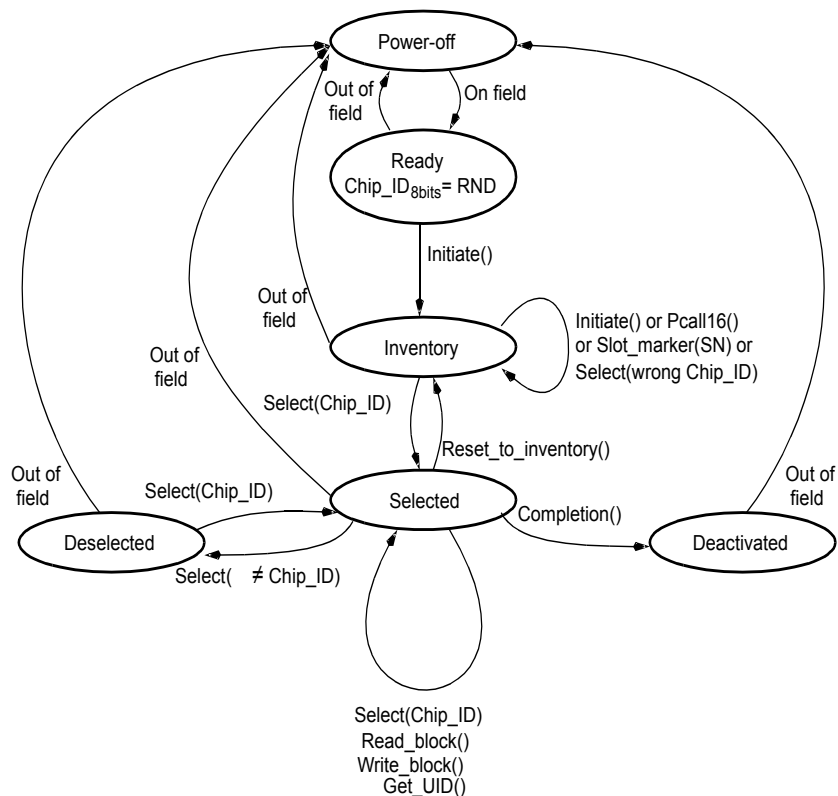 Power-off
Out of
field
On field
Ready
Chip_ID8bits= RND
Initiate()
Out of
field
Inventory
Initiate() or Pcall16()
or Slot_marker(SN) or
Select(wrong Chip_ID)
Out of
field
Select(Chip_ID)
Reset_to_inventory()
Out of
field
Select(Chip_ID)
Selected
Completion()
Out of
field
Deselected
Deactivated
Select( ≠ Chip_ID)
Select(Chip_ID)
Read_block()
Write_block()
Get_UID()